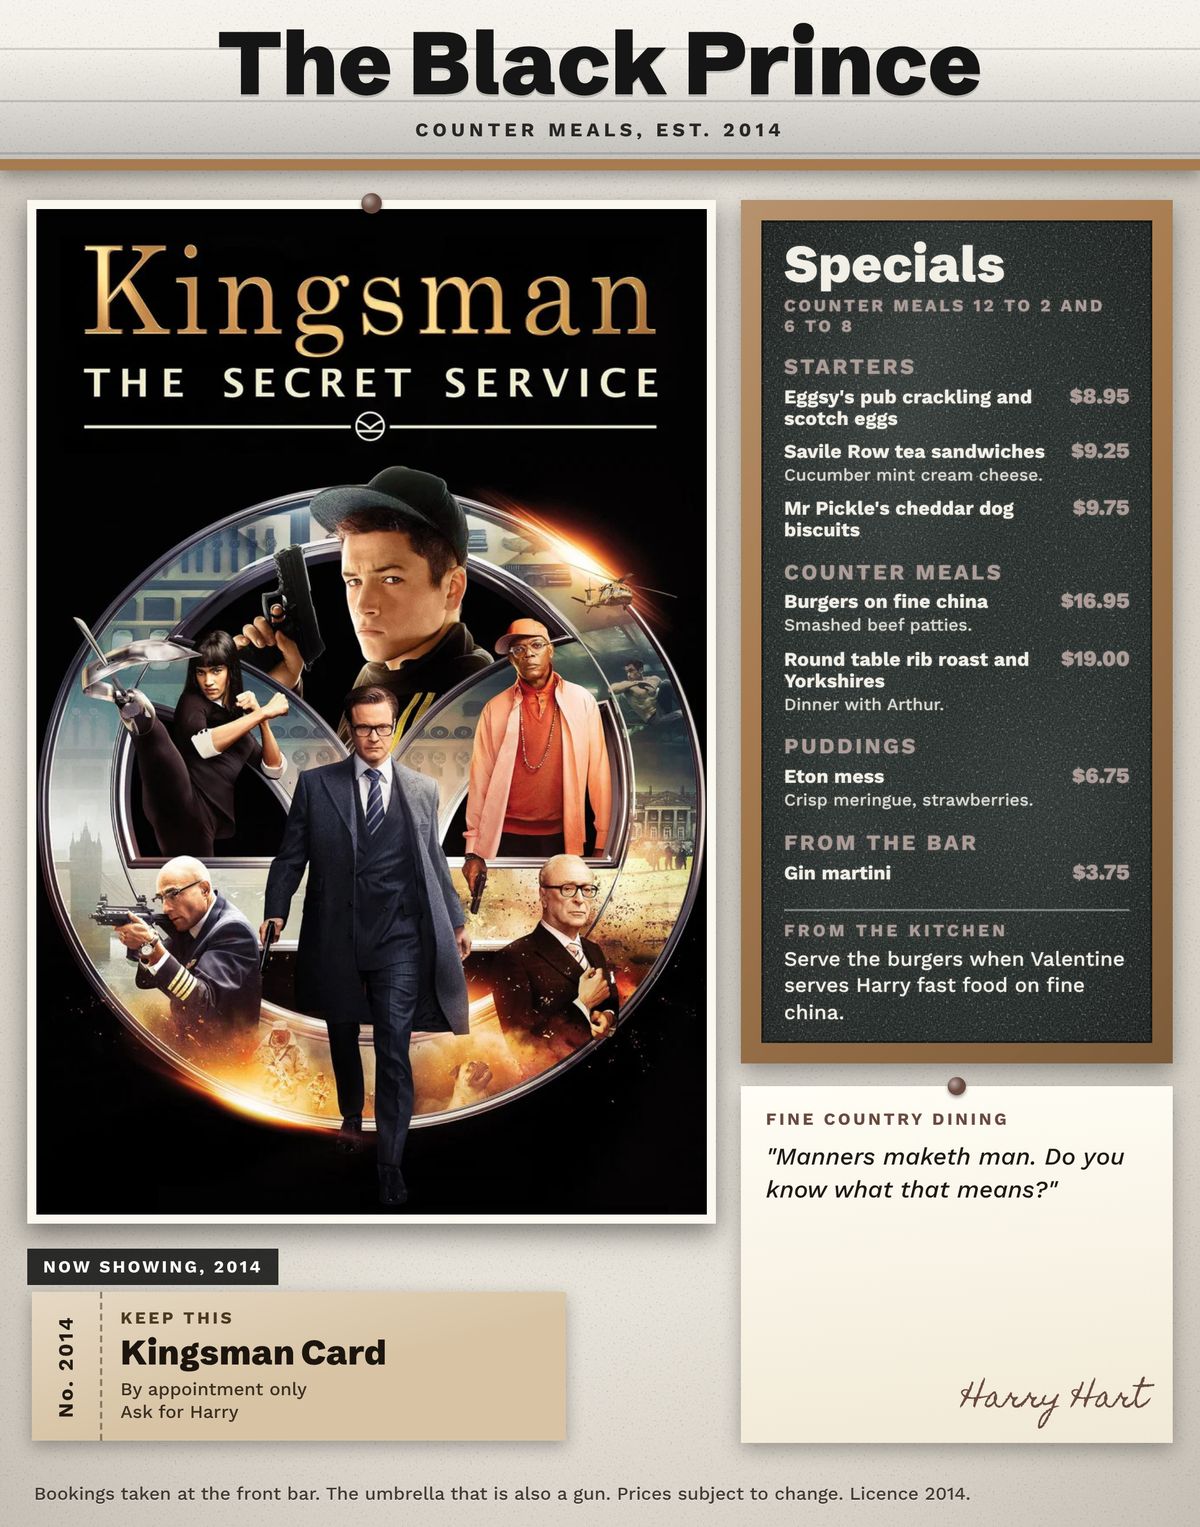 The Black Prince
COUNTER MEALS, EST. 2014
Kingsman
THE SECRET SERVICE
NOW SHOWING, 2014
No. 2014
KEEP THIS
Kingsman Card
By appointment only
Ask for Harry
Specials
COUNTER MEALS 12 TO 2 AND
6 TO 8
STARTERS
Eggsy's pub crackling and $8.95
scotch eggs
Savile Row tea sandwiches $9.25
Cucumber mint cream cheese.
Mr Pickle's cheddar dog $9.75
biscuits
COUNTER MEALS
Burgers on fine china $16.95
Smashed beef patties.
Round table rib roast and $19.00
Yorkshires
Dinner with Arthur.
PUDDINGS
Eton mess $6.75
Crisp meringue, strawberries.
FROM THE BAR
Gin martini $3.75
FROM THE KITCHEN
Serve the burgers when Valentine
serves Harry fast food on fine
china.
FINE COUNTRY DINING
"Manners maketh man. Do you
know what that means?"
Harry Hart
Bookings taken at the front bar. The umbrella that is also a gun. Prices subject to change. Licence 2014.